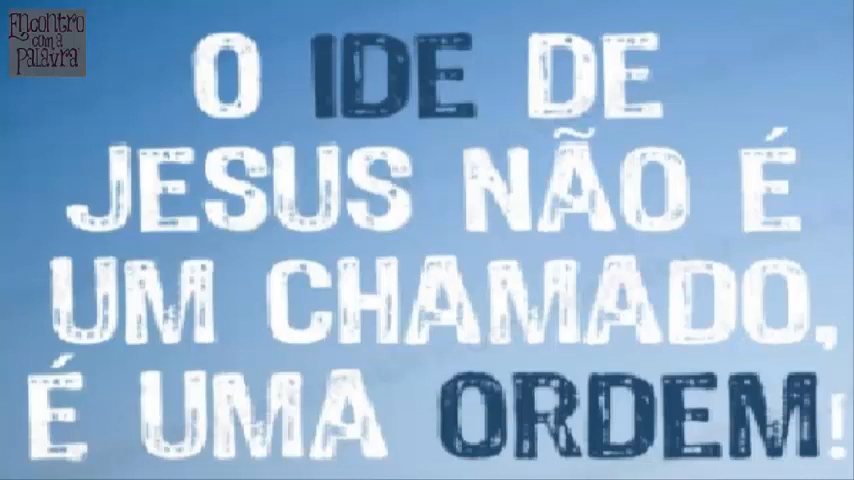 Encontro
com a
Palavra
O IDE DE
JESUS NÃO É
UM CHAMADO,
É UMA ORDEM!